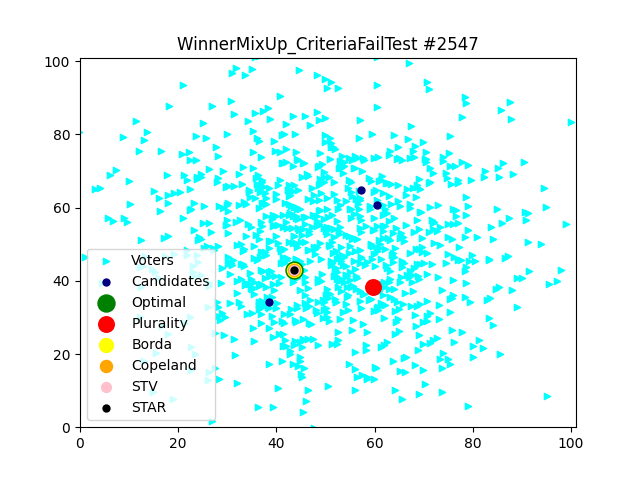 WinnerMixUp_CriteriaFailTest #2547
100
80
60
40
20
0
Voters
Candidates
Optimal
Plurality
Borda
Copeland
STV
STAR
0 20 40 60 80 100